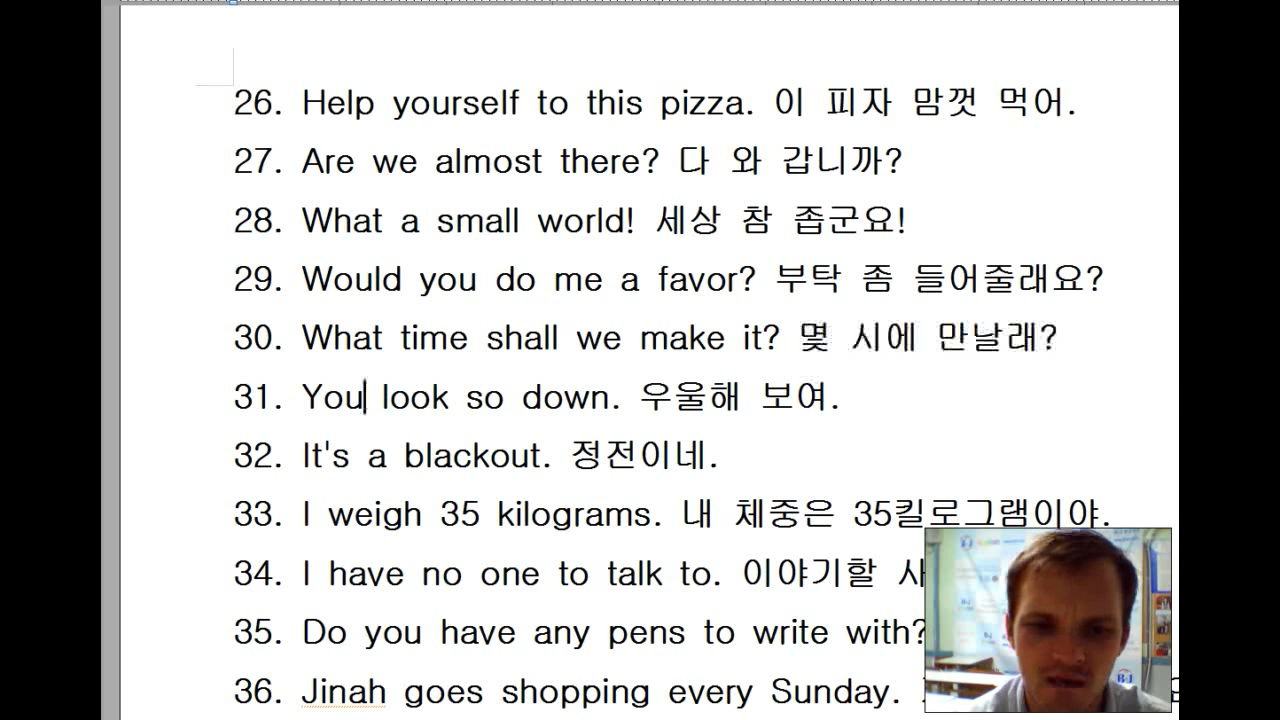 26. Help yourself to this pizza. 이 피자 맘껏 먹어.
27. Are we almost there? 다 와 갑니까?
28. What a small world! 세상 참 좁군요!
29. Would you do me a favor? 부탁 좀 들어줄래요?
30. What time shall we make it? 몇 시에 만날래?
31. You look so down. 우울해 보여.
32. It's a blackout. 정전이네.
33. I weigh 35 kilograms. 내 체중은 35킬로그램이야.
34. I have no one to talk to. 이야기할
35. Do you have any pens to write with?
36. Jinah goes shopping every Sunday.